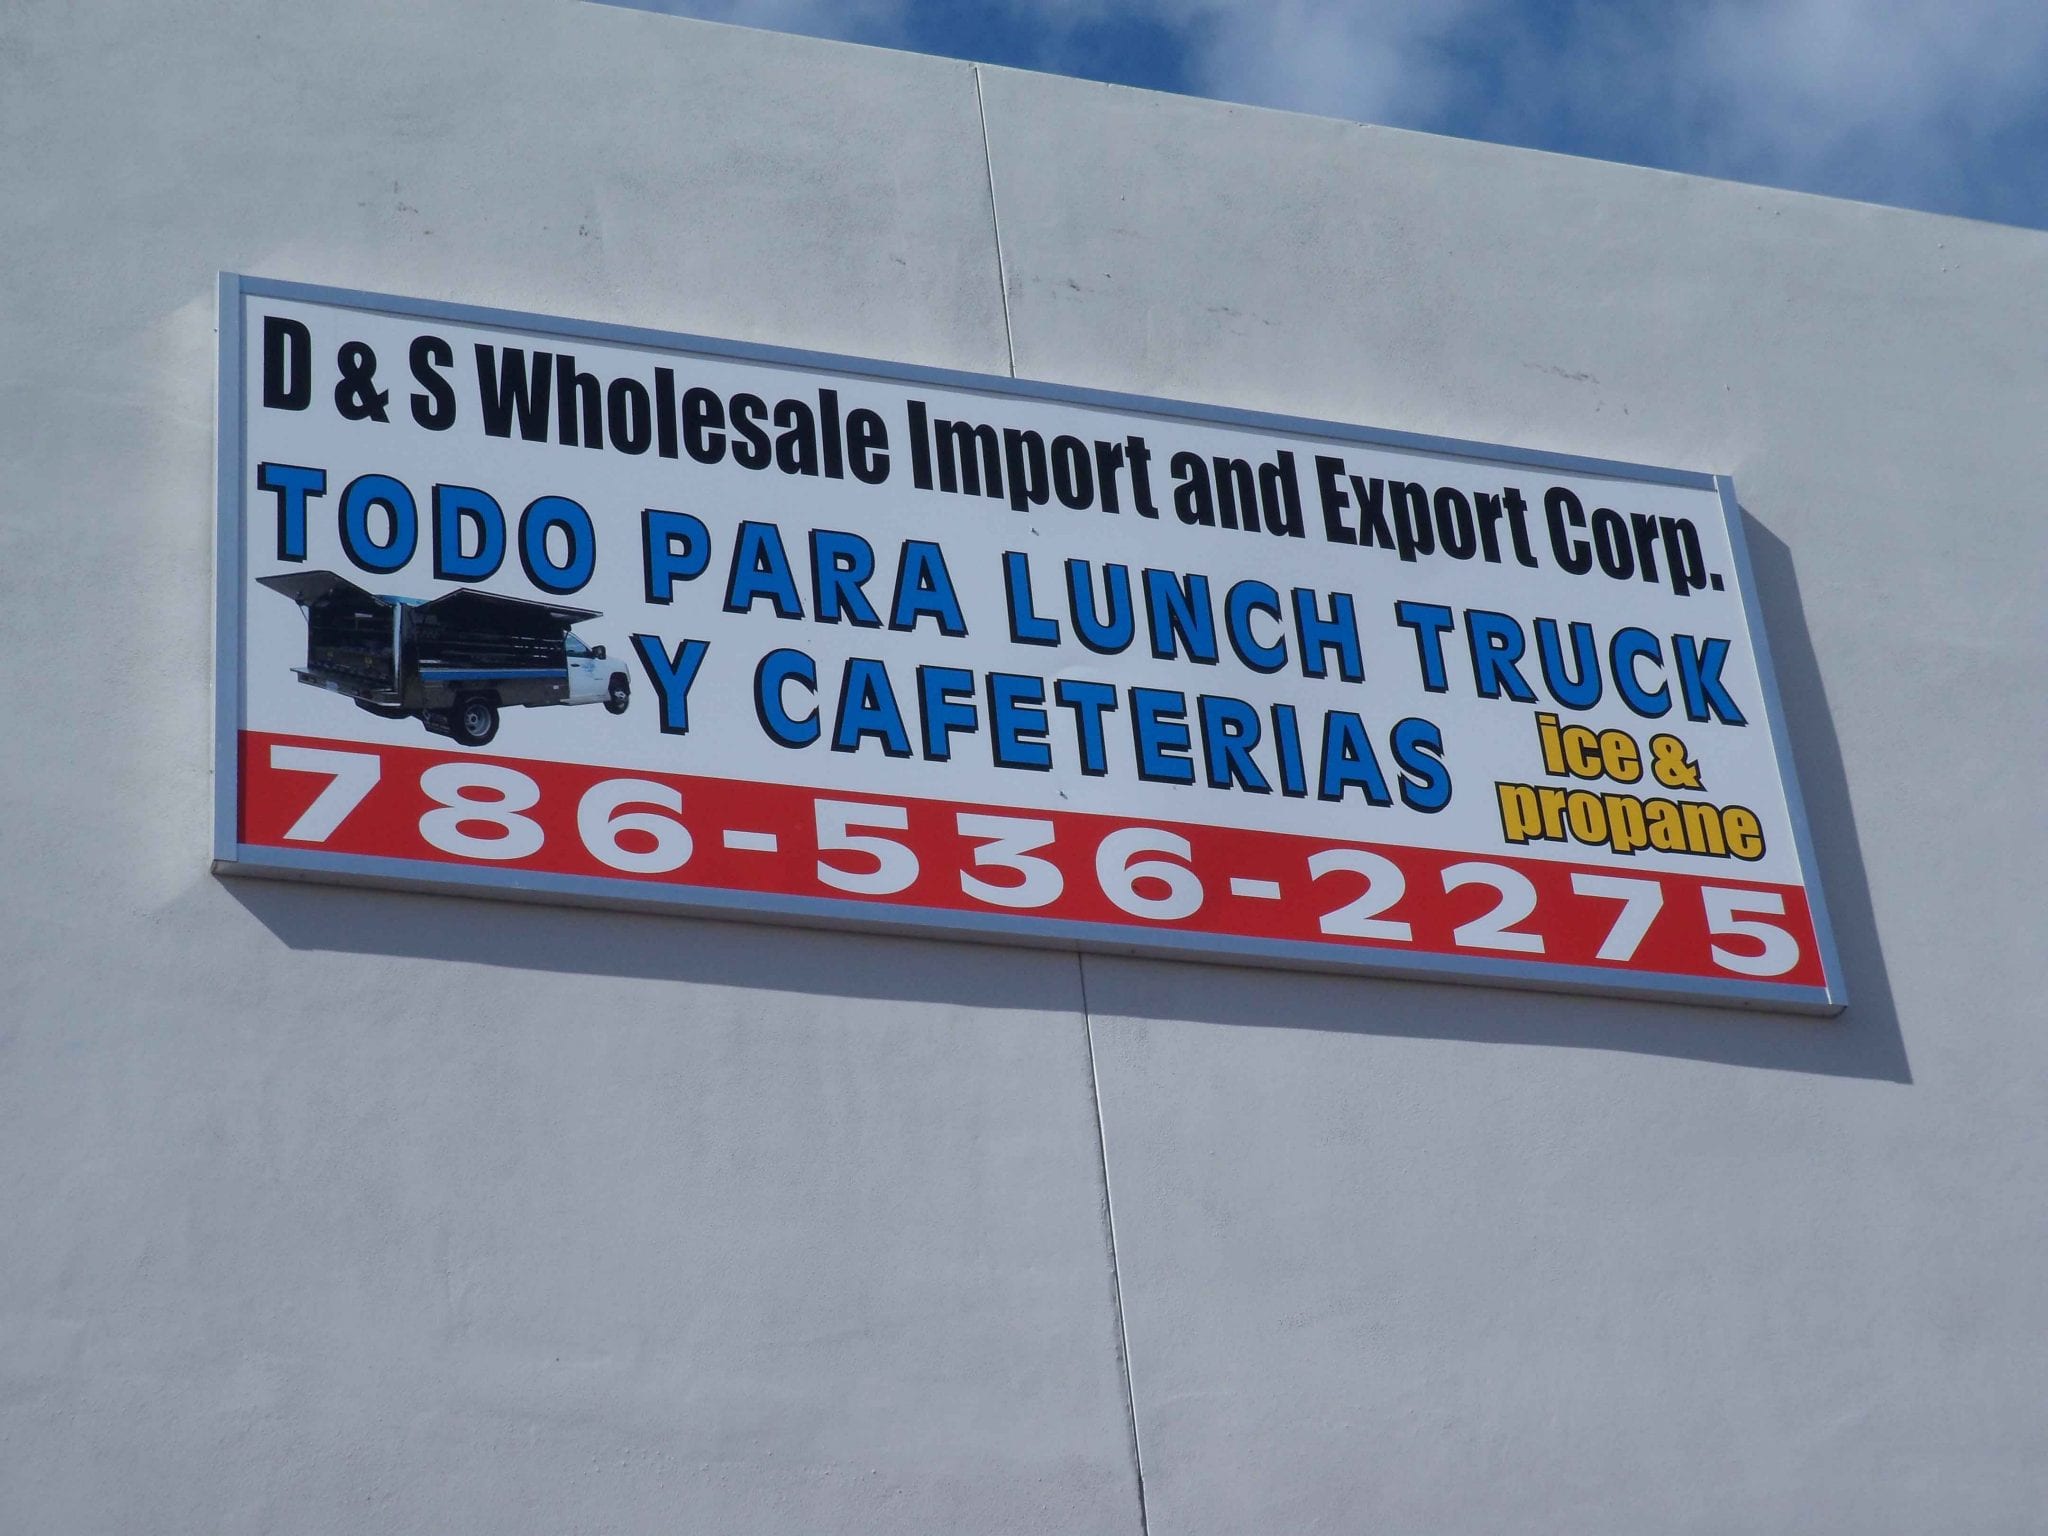 D & S Wholesale Import and Export Corp.
TODO PARA LUNCH TRUCK
Y CAFETERIAS
ice &
propane
786-536-2275